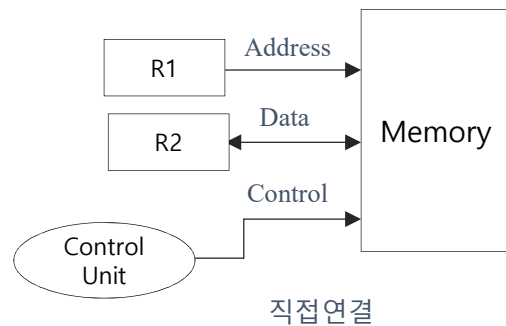 Address
R1
Data
R2
Memory
Control
Control
Unit
직접연결